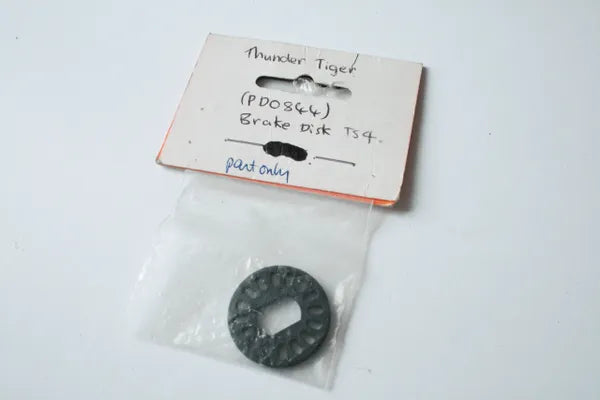 Thunder Tiger
(PD0844)
Brake Disk TS4.
part only